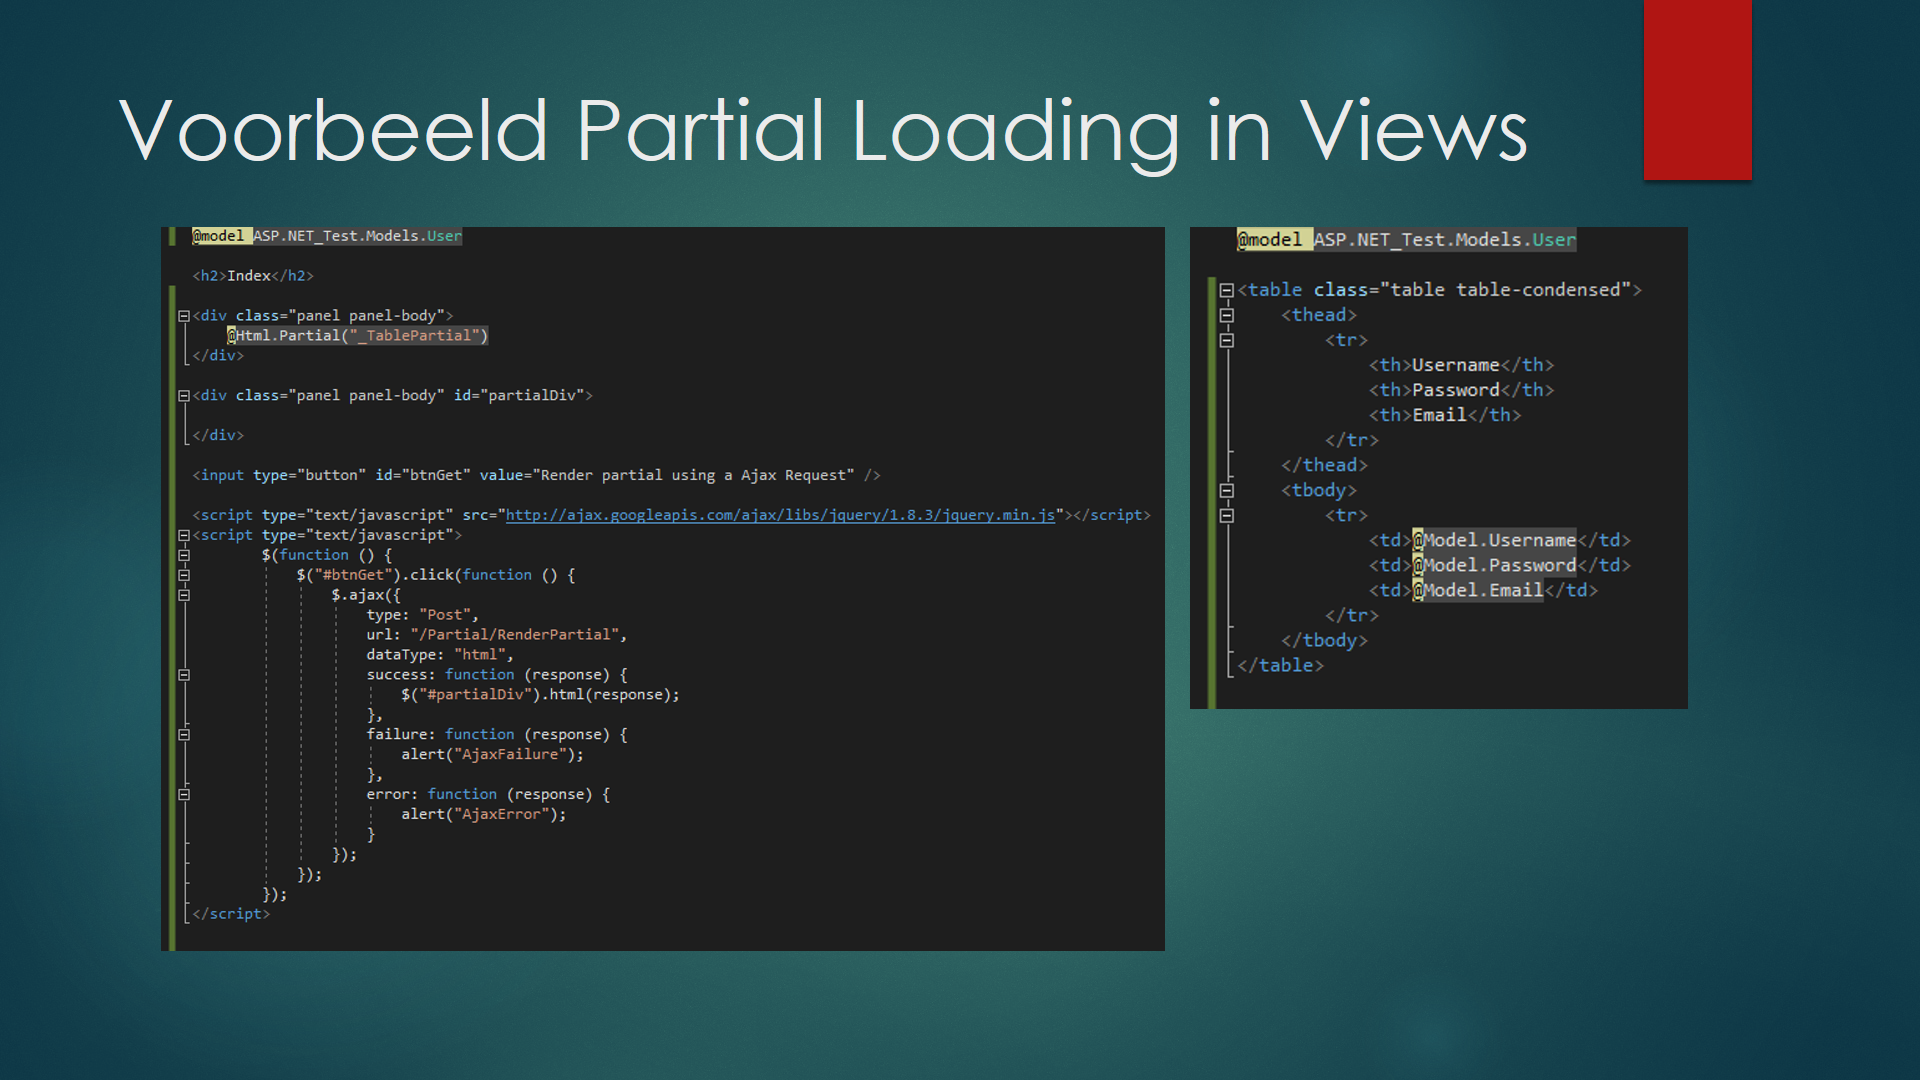 Voorbeeld Partial Loading in Views
@model ASP.NET_Test.Models.User
<h2>Index</h2>
<div class="panel panel-body">
@Html.Partial("_TablePartial")
</div>
<div class="panel panel-body" id="partialDiv">
</div>
<input type="button" id="btnGet" value="Render partial using a Ajax Request" />
<script type="text/javascript" src="http://ajax.googleapis.com/ajax/libs/jquery/1.8.3/jquery.min.js"></script>
<script type="text/javascript">
$(function () {
$("#btnGet").click(function () {
$.ajax({
type: "Post",
url: "/Partial/RenderPartial",
dataType: "html",
success: function (response) {
$("#partialDiv").html(response);
},
failure: function (response) {
alert("AjaxFailure");
},
error: function (response) {
alert("AjaxError");
}
});
});
});
</script>
@model ASP.NET_Test.Models.User
<table class="table table-condensed">
<thead>
<tr>
<th>Username</th>
<th>Password</th>
<th>Email</th>
</tr>
</thead>
<tbody>
<tr>
<td>@Model.Username</td>
<td>@Model.Password</td>
<td>@Model.Email</td>
</tr>
</tbody>
</table>